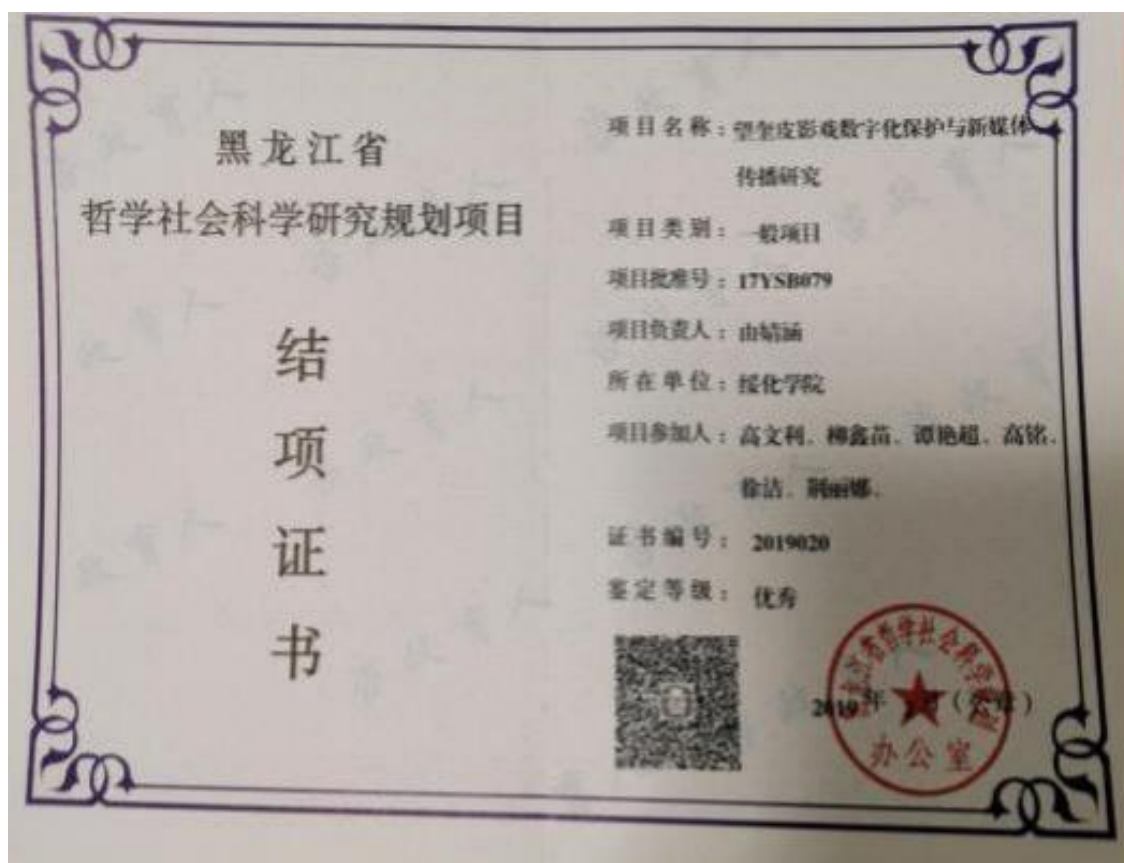 黑龙江省
哲学社会科学研究规划项目
结
项
证
书
项目名称：望奎皮影戏数字化保护与新媒体
传播研究
项目类别：一般项目
项目批准号：17YSB079
项目负责人：由婧涵
所在单位：绥化学院
项目参加人：高文利、柳鑫苗、谭艳超、高铭、
徐洁、荆丽娜、
证书编号：2019020
鉴定等级：优秀
2019年
办公室